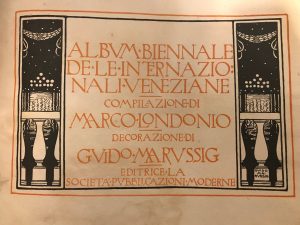 ALBVM·BIENNALE
DE·LE·INTERNAZIO·
NALI·VENEZIANE
COMPILAZIONE·DI
MARCO·LONDONIO
DECORAZIONE·DI
GVIDO·MARVSSIG
EDITRICE·LA
SOCIETÀ·PVBBLICAZIONI·MODERNE